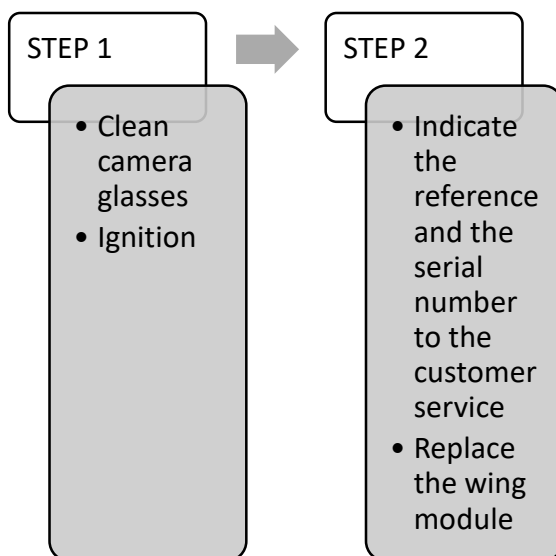 STEP 1
• Clean
camera
glasses
• Ignition
STEP 2
• Indicate
the
reference
and the
serial
number
to the
customer
service
• Replace
the wing
module